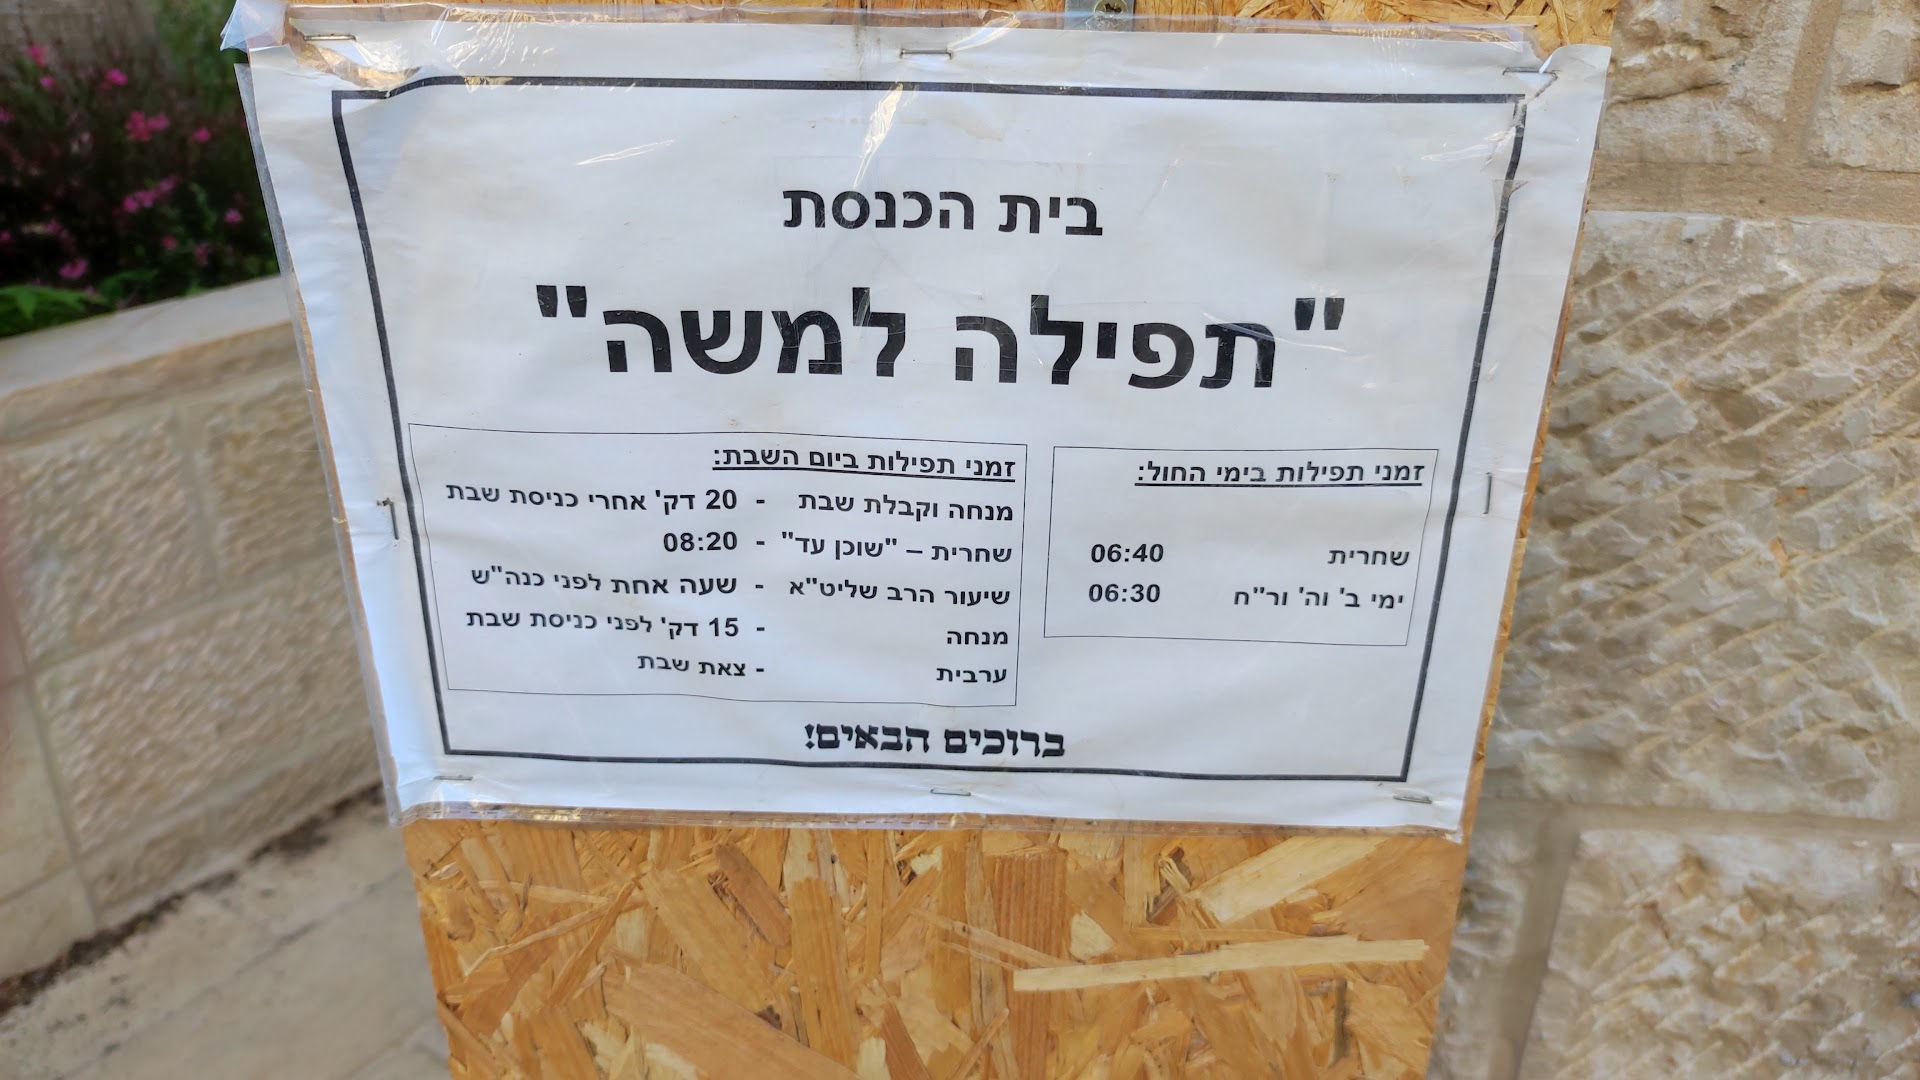 בית הכנסת
"תפילה למשה"
זמני תפילות בימי החול:
שחרית 06:40
ימי ב' וה' ור"ח 06:30
זמני תפילות ביום השבת:
מנחה וקבלת שבת - 20 דק' אחרי כניסת שבת
שחרית – "שוכן עד" - 08:20
שיעור הרב שליט"א - שעה אחת לפני כנה"ש
מנחה - 15 דק' לפני כניסת שבת
ערבית - צאת שבת
ברוכים הבאים!